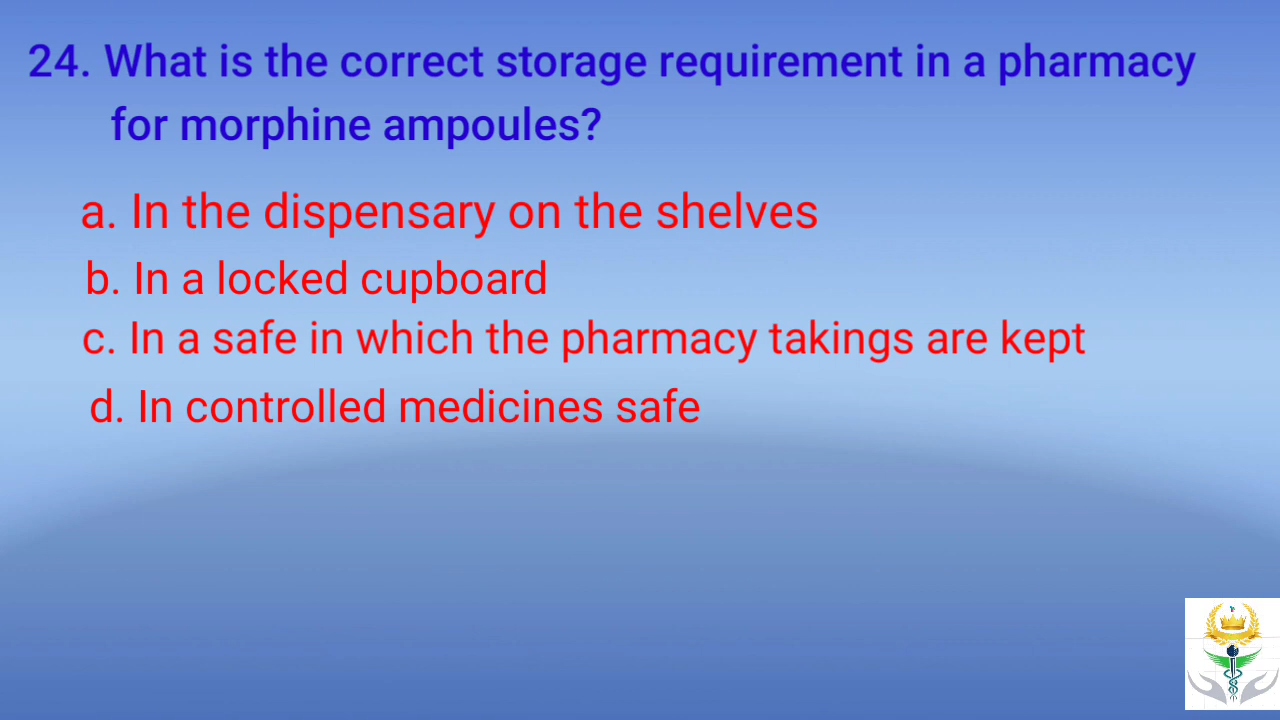 24. What is the correct storage requirement in a pharmacy
for morphine ampoules?
a. In the dispensary on the shelves
b. In a locked cupboard
c. In a safe in which the pharmacy takings are kept
d. In controlled medicines safe